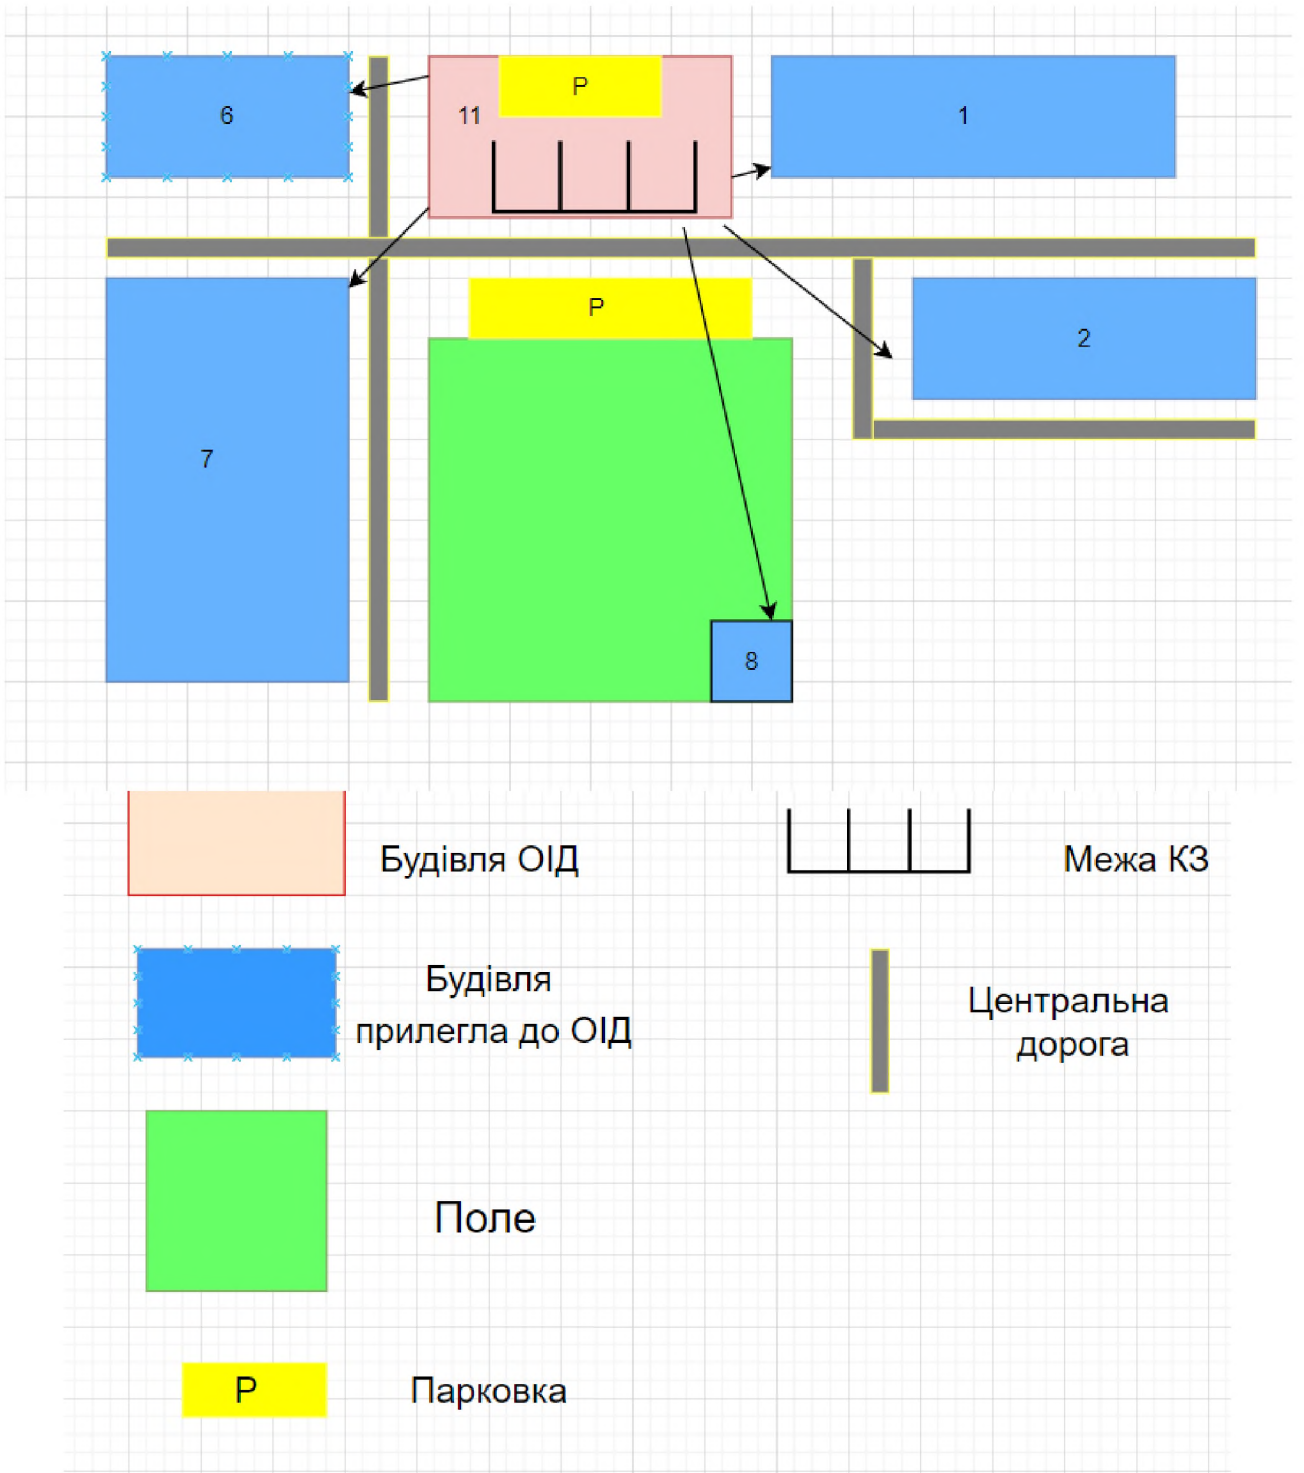 6
11
P
1
P
2
7
8
Будівля ОІД
Межа КЗ
Будівля
прилегла до ОІД
Центральна
дорога
Поле
P
Парковка